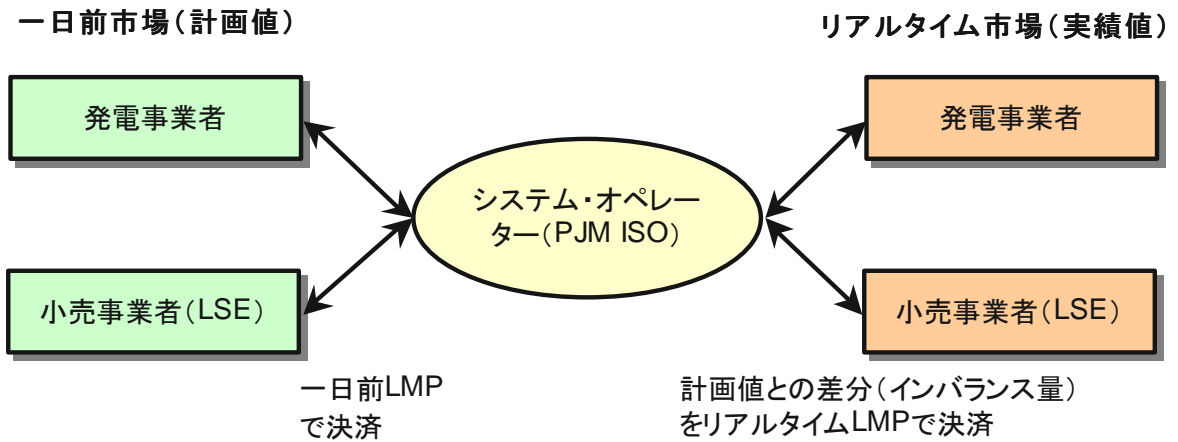 一日前市場（計画値）
リアルタイム市場（実績値）
発電事業者
発電事業者
システム・オペレー
ター（PJM ISO）
小売事業者（LSE）
小売事業者（LSE）
一日前LMP
で決済
計画値との差分（インバランス量）
をリアルタイムLMPで決済